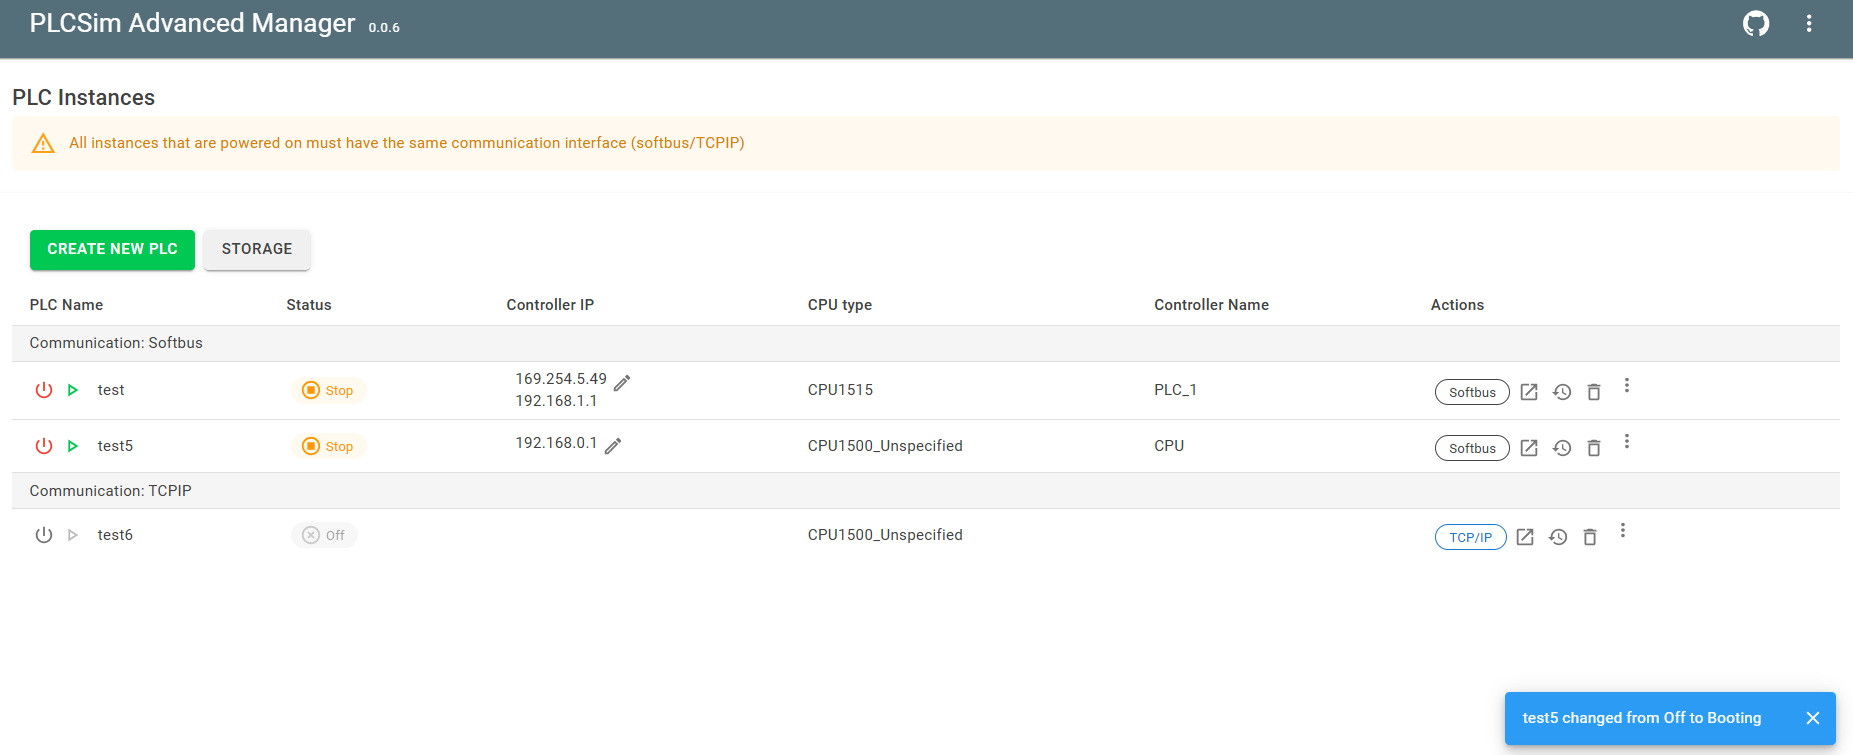 PLCSim Advanced Manager 0.0.6
PLC Instances
All instances that are powered on must have the same communication interface (softbus/TCPIP)
CREATE NEW PLC STORAGE
PLC Name Status Controller IP CPU type Controller Name Actions
Communication: Softbus
test Stop 169.254.5.49 CPU1515 PLC_1 Softbus
192.168.1.1
test5 Stop 192.168.0.1 CPU1500_Unspecified CPU Softbus
Communication: TCPIP
test6 Off CPU1500_Unspecified TCP/IP
test5 changed from Off to Booting